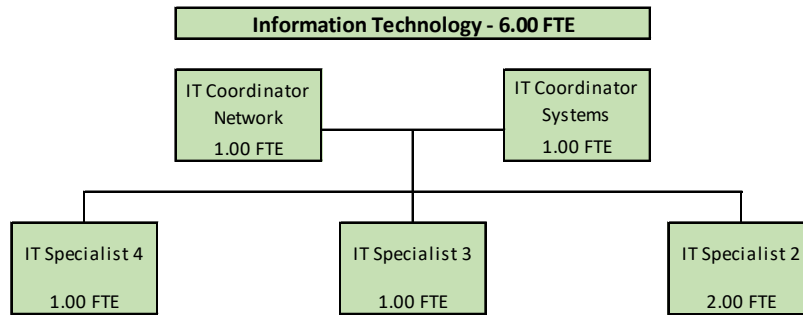 Information Technology - 6.00 FTE
IT Coordinator
Network
1.00 FTE
IT Coordinator
Systems
1.00 FTE
IT Specialist 4
1.00 FTE
IT Specialist 3
1.00 FTE
IT Specialist 2
2.00 FTE